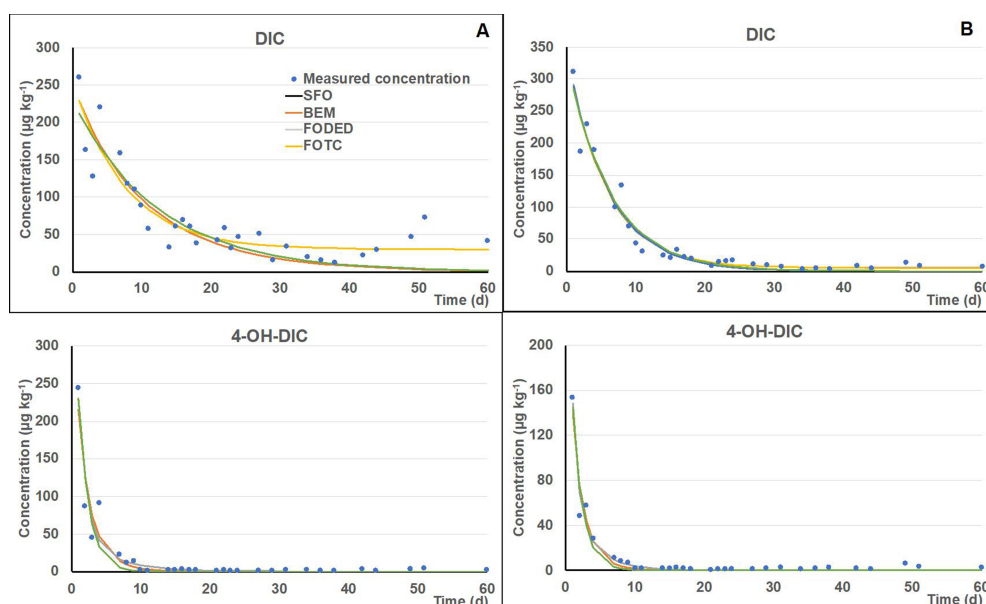 A
DIC
300
250
200
150
100
50
0
Concentration (µg kg-1)
Measured concentration
SFO
BEM
FODED
FOTC
0 10 20 30 40 50 60
Time (d)
B
DIC
350
300
250
200
150
100
50
0
Concentration (µg kg-1)
0 10 20 30 40 50 60
Time (d)
4-OH-DIC
300
250
200
150
100
50
0
Concentration (µg kg-1)
0 10 20 30 40 50 60
Time (d)
4-OH-DIC
200
160
120
80
40
0
Concentration (µg kg-1)
0 10 20 30 40 50 60
Time (d)